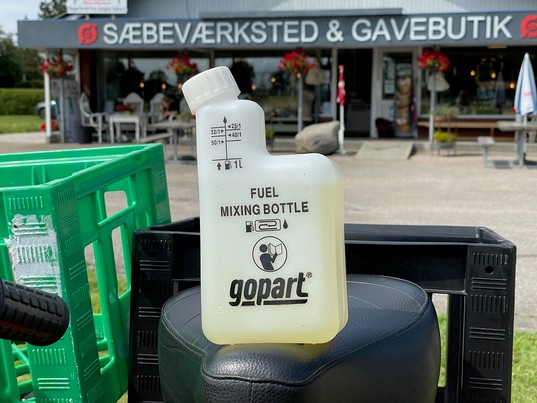 SÆBEVÆRKSTED & GAVEBUTIK
25/1
32/1
40/1
50/1
1L
FUEL
MIXING BOTTLE
gopart®